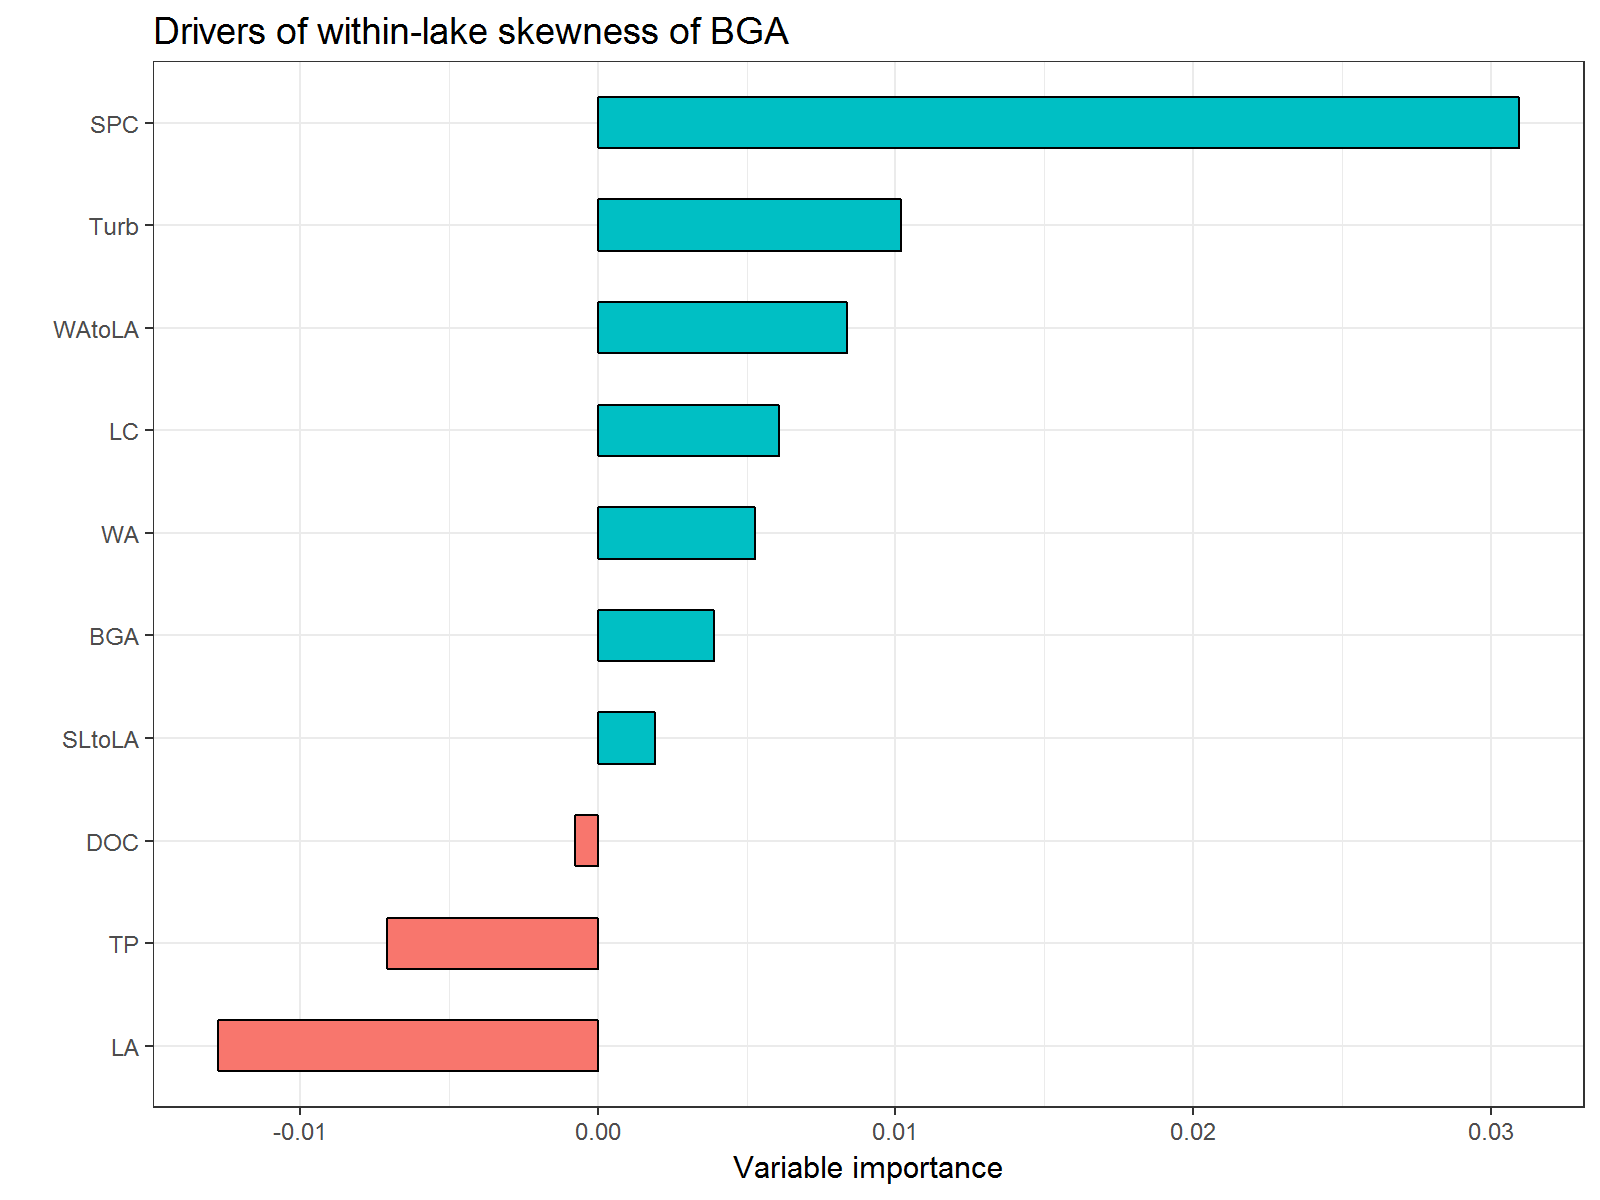 Drivers of within-lake skewness of BGA
SPC
Turb
WAtoLA
LC
WA
BGA
SLtoLA
DOC
TP
LA
-0.01 0.00 0.01 0.02 0.03
Variable importance